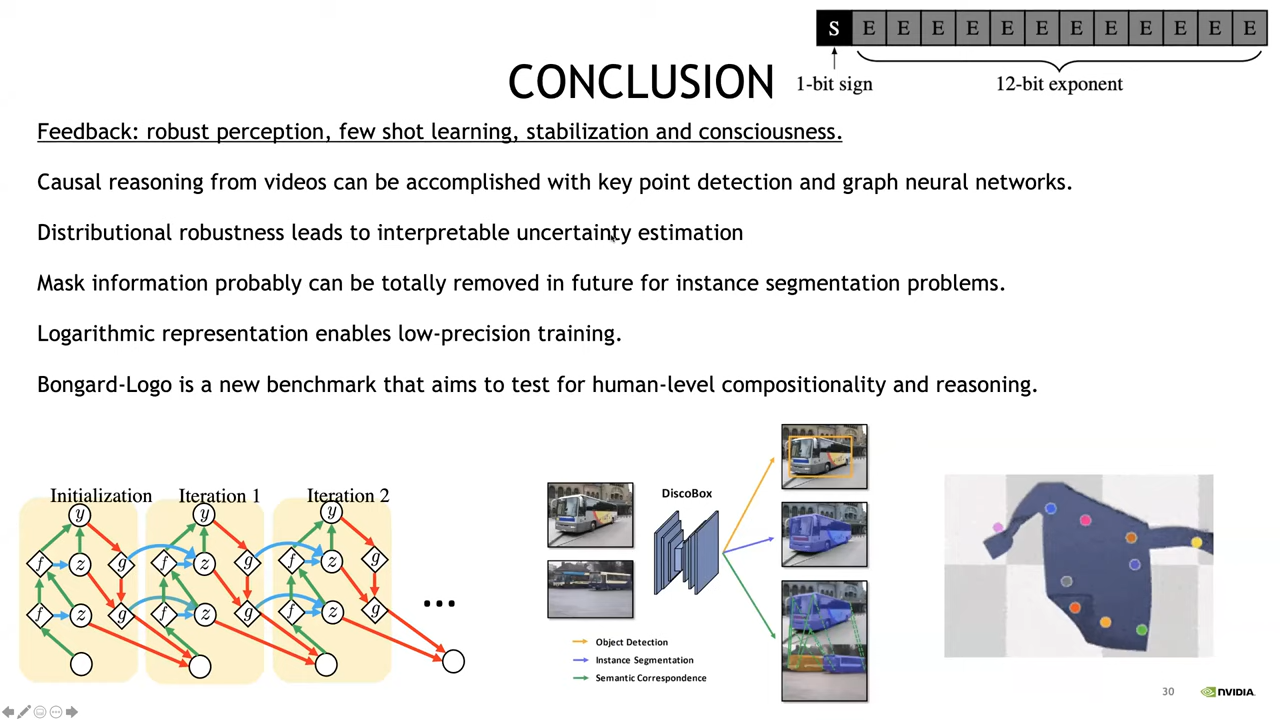 S E E E E E E E E E E E E
1-bit sign 12-bit exponent
CONCLUSION
Feedback: robust perception, few shot learning, stabilization and consciousness.
Causal reasoning from videos can be accomplished with key point detection and graph neural networks.
Distributional robustness leads to interpretable uncertainty estimation
Mask information probably can be totally removed in future for instance segmentation problems.
Logarithmic representation enables low-precision training.
Bongard-Logo is a new benchmark that aims to test for human-level compositionality and reasoning.
Initialization Iteration 1 Iteration 2
y y y
f z g f z g f z g
f z g f z g f z g
...
DiscoBox
Object Detection
Instance Segmentation
Semantic Correspondence
30 NVIDIA.